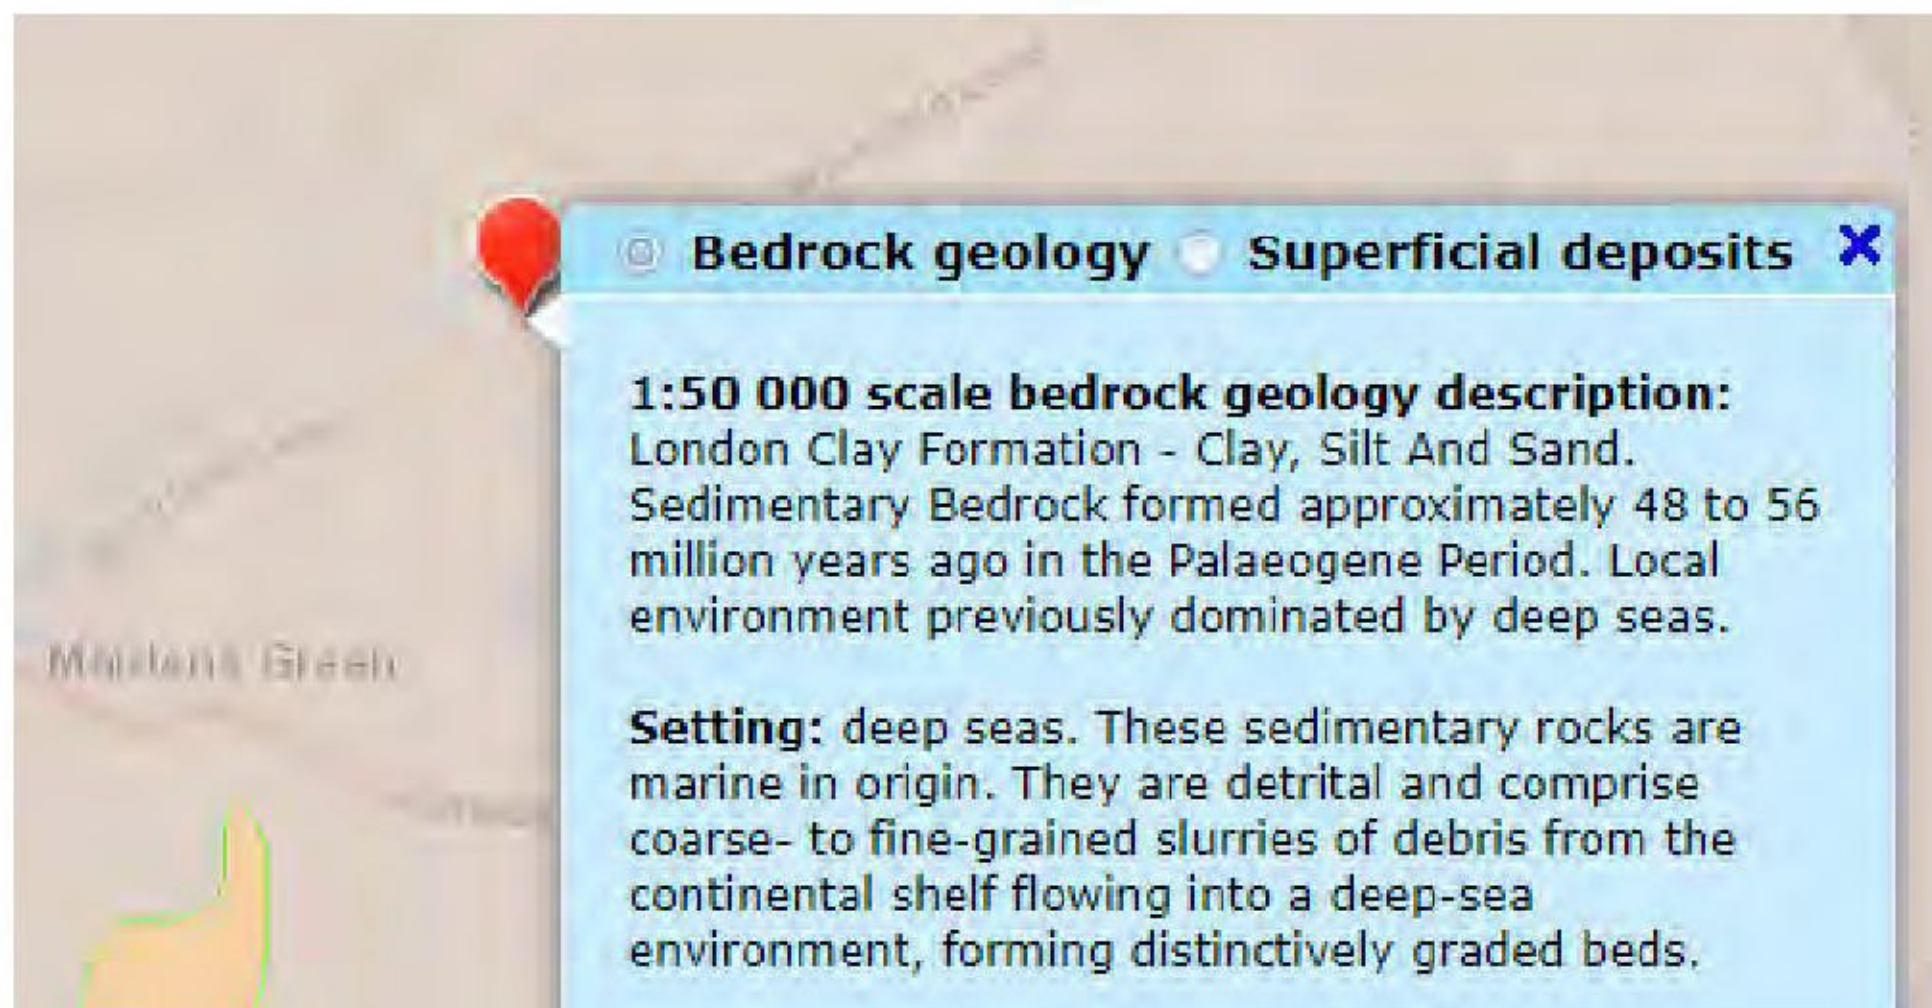 Bedrock geology Superficial deposits
1:50 000 scale bedrock geology description:
London Clay Formation - Clay, Silt And Sand.
Sedimentary Bedrock formed approximately 48 to 56
million years ago in the Palaeogene Period. Local
environment previously dominated by deep seas.
Setting: deep seas. These sedimentary rocks are
marine in origin. They are detrital and comprise
coarse- to fine-grained slurries of debris from the
continental shelf flowing into a deep-sea
environment, forming distinctively graded beds.
Green